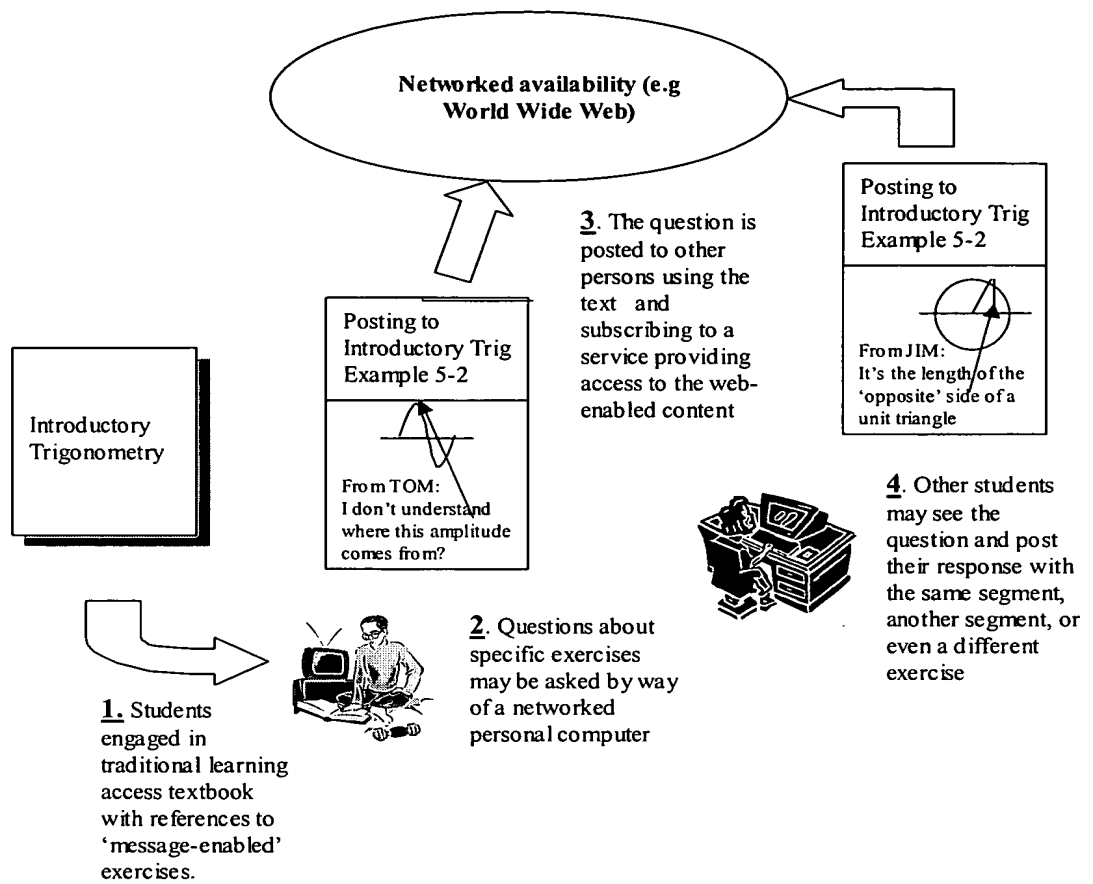 Networked availability (e.g
World Wide Web)
Posting to
Introductory Trig
Example 5-2
From JIM:
It's the length of the
'opposite' side of a
unit triangle
3. The question is
posted to other
persons using the
text and
subscribing to a
service providing
access to the web-
enabled content
Posting to
Introductory Trig
Example 5-2
From TOM:
I don't understand
where this amplitude
comes from?
Introductory
Trigonometry
4. Other students
may see the
question and post
their response with
the same segment,
another segment, or
even a different
exercise
2. Questions about
specific exercises
may be asked by way
of a networked
personal computer
1. Students
engaged in
traditional learning
access textbook
with references to
'message-enabled'
exercises.